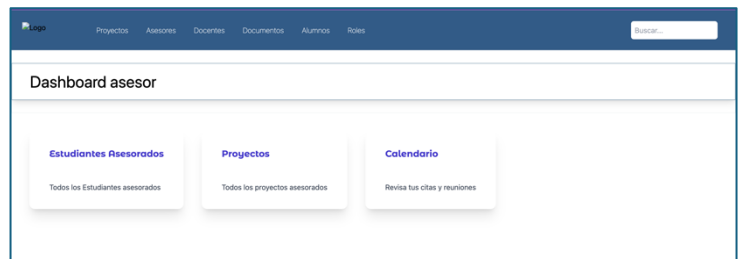 Logo Proyectos Asesores Docentes Documentos Alumnos Roles Buscar...
Dashboard asesor
Estudiantes Asesorados Proyectos Calendario
Todos los Estudiantes asesorados Todos los proyectos asesorados Revisa tus citas y reuniones